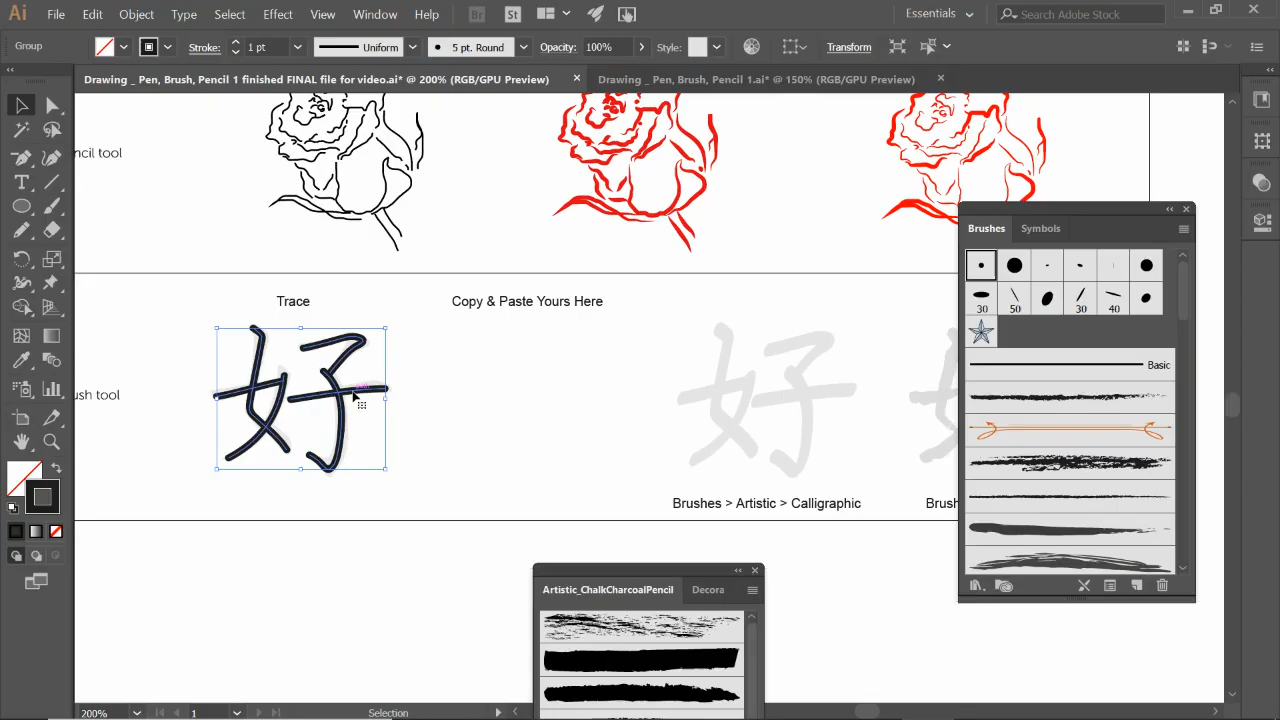 Ai File Edit Object Type Select Effect View Window Help Br St Essentials Search Adobe Stock
Group Stroke: 1 pt Uniform 5 pt. Round Opacity: 100% Style: Transform
Drawing _ Pen, Brush, Pencil 1 finished FINAL file for video.ai* @ 200% (RGB/GPU Preview) Drawing _ Pen, Brush, Pencil 1.ai* @ 150% (RGB/GPU Preview)
ncil tool
Brushes Symbols
30 50 30 40
Trace Copy & Paste Yours Here
Basic
好 好
ush tool
Brushes > Artistic > Calligraphic Brush
Artistic_ChalkCharcoalPencil Decora
200% 1 Selection